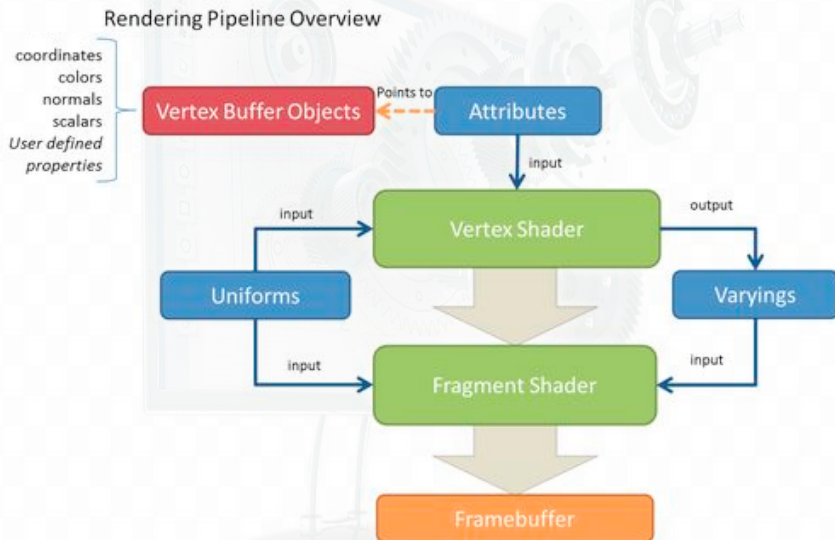 Rendering Pipeline Overview
coordinates
colors
normals
scalars
User defined
properties
Vertex Buffer Objects
Points to
Attributes
input
input
Vertex Shader
output
Uniforms
Varyings
input
Fragment Shader
input
Framebuffer